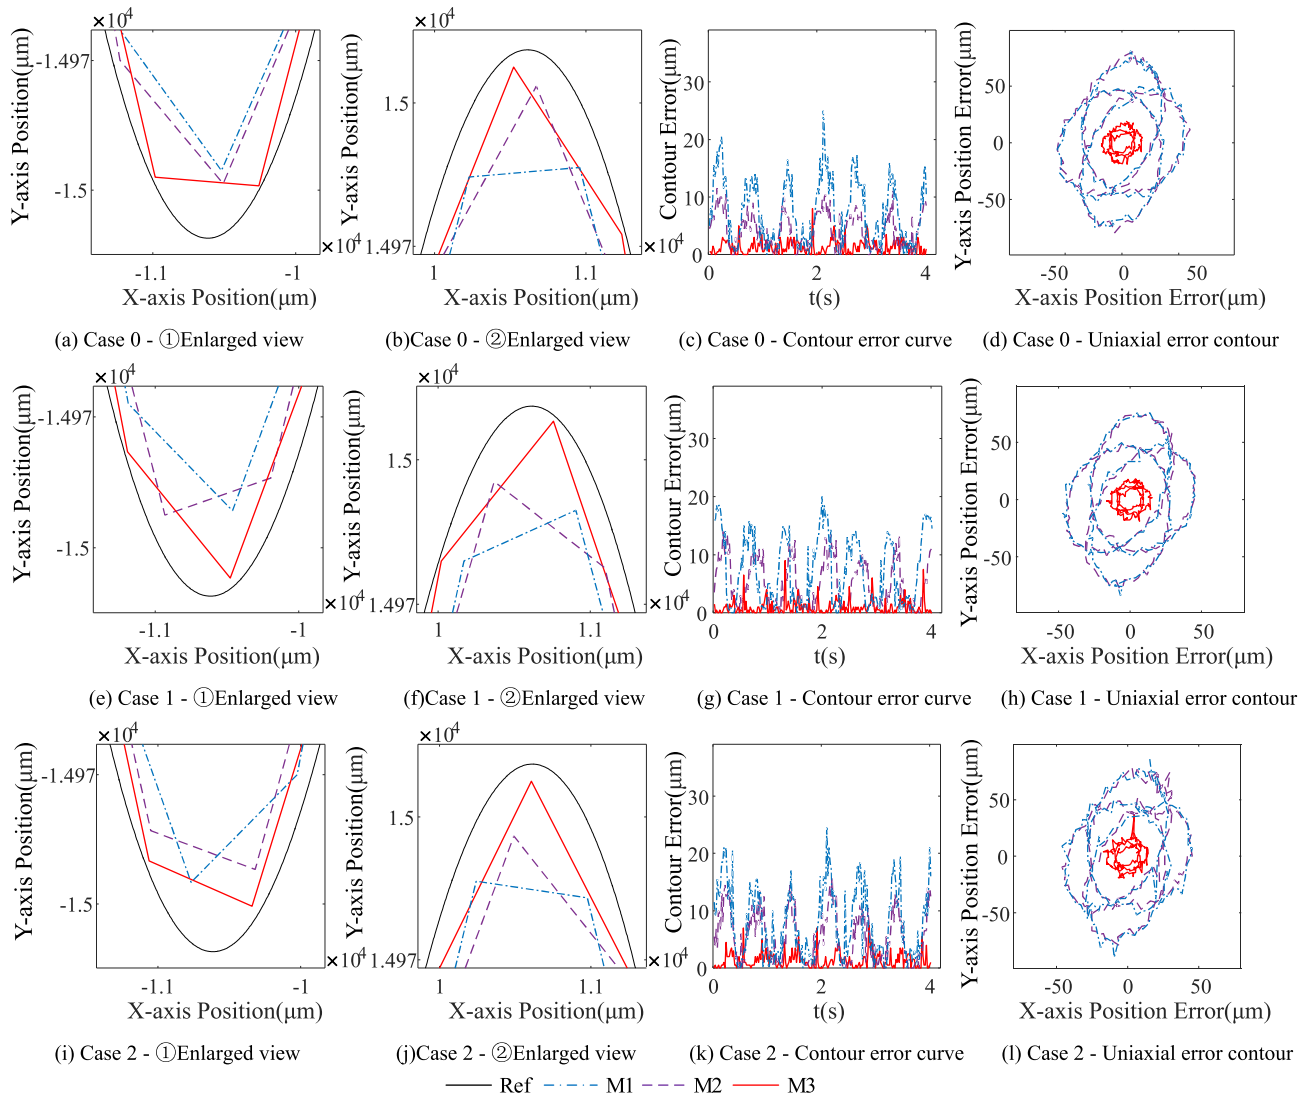 ×10⁴ ×10⁴
Y-axis Position(μm) -1.497 -1.5 Y-axis Position(μm) 1.5 1.497 Contour Error(μm) 30 20 10 0 Y-axis Position Error(μm) 50 0 -50
×10⁴ ×10⁴
-1.1 -1 1 1.1 0 2 4 -50 0 50
X-axis Position(μm) X-axis Position(μm) t(s) X-axis Position Error(μm)
(a) Case 0 - ①Enlarged view (b)Case 0 - ②Enlarged view (c) Case 0 - Contour error curve (d) Case 0 - Uniaxial error contour
×10⁴ ×10⁴
Y-axis Position(μm) -1.497 -1.5 Y-axis Position(μm) 1.5 1.497 Contour Error(μm) 30 20 10 0 Y-axis Position Error(μm) 50 0 -50
×10⁴ ×10⁴
-1.1 -1 1 1.1 0 2 4 -50 0 50
X-axis Position(μm) X-axis Position(μm) t(s) X-axis Position Error(μm)
(e) Case 1 - ①Enlarged view (f)Case 1 - ②Enlarged view (g) Case 1 - Contour error curve (h) Case 1 - Uniaxial error contour
×10⁴ ×10⁴
Y-axis Position(μm) -1.497 -1.5 Y-axis Position(μm) 1.5 1.497 Contour Error(μm) 30 20 10 0 Y-axis Position Error(μm) 50 0 -50
×10⁴ ×10⁴
-1.1 -1 1 1.1 0 2 4 -50 0 50
X-axis Position(μm) X-axis Position(μm) t(s) X-axis Position Error(μm)
(i) Case 2 - ①Enlarged view (j)Case 2 - ②Enlarged view (k) Case 2 - Contour error curve (l) Case 2 - Uniaxial error contour
Ref M1 M2 M3